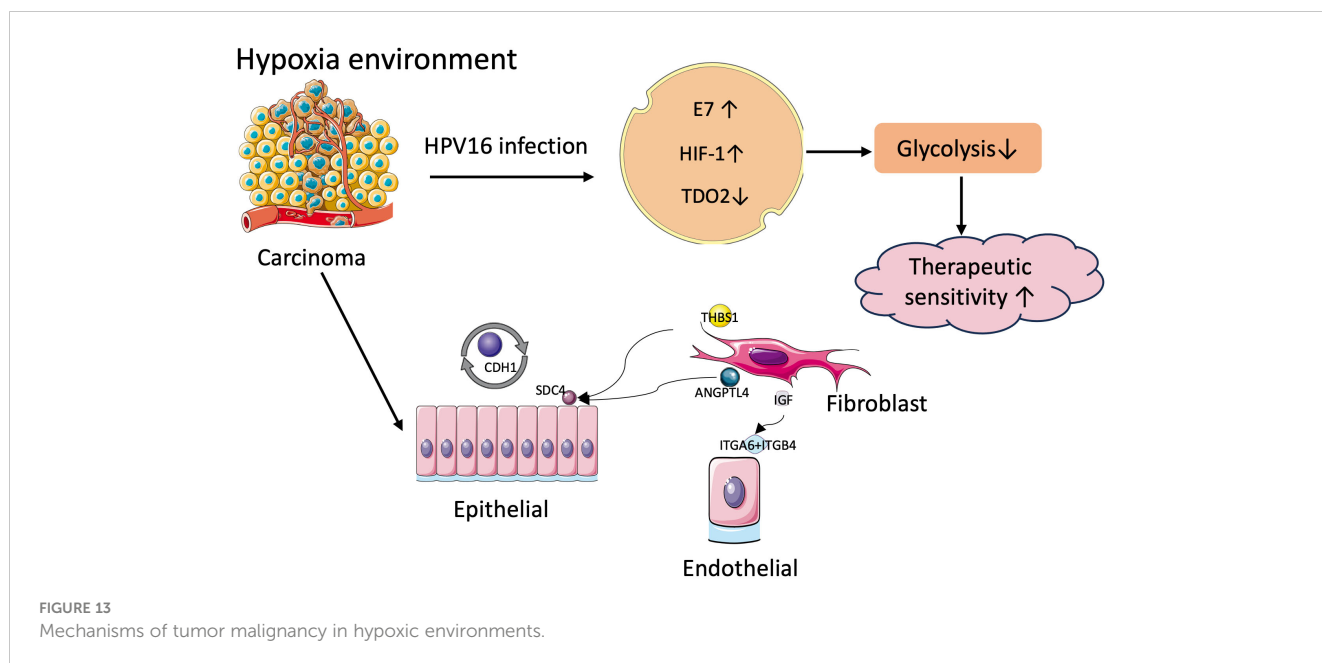 Hypoxia environment
HPV16 infection
E7 ↑
HIF-1↑
TDO2↓
Glycolysis↓
Therapeutic
sensitivity ↑
Carcinoma
CDH1
SDC4
THBS1
ANGPTL4
IGF
Fibroblast
ITGA6+ITGB4
Epithelial
Endothelial
FIGURE 13
Mechanisms of tumor malignancy in hypoxic environments.